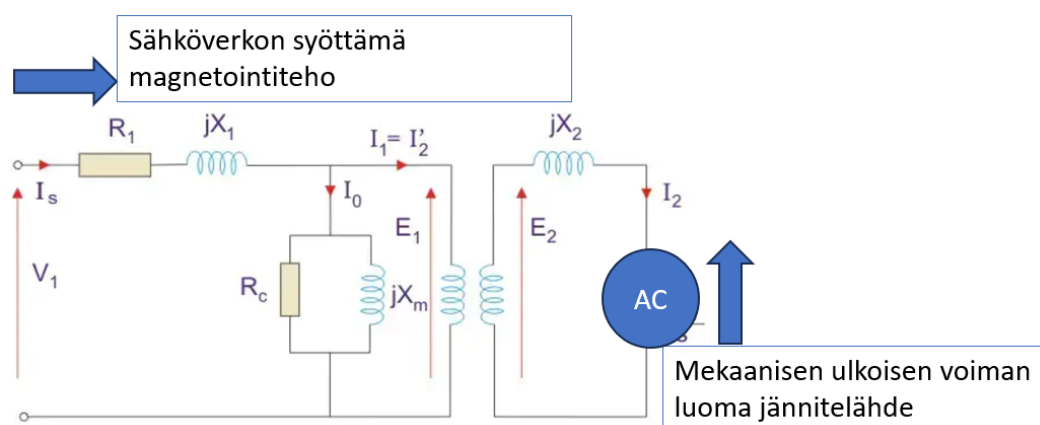 Sähköverkon syöttämä
magnetointiteho
R₁
jX₁
I₁= I'₂
jX₂
Iₛ
I₀
I₂
E₁
E₂
V₁
R_c
jXₘ
AC
Mekaanisen ulkoisen voiman
luoma jännitelähde